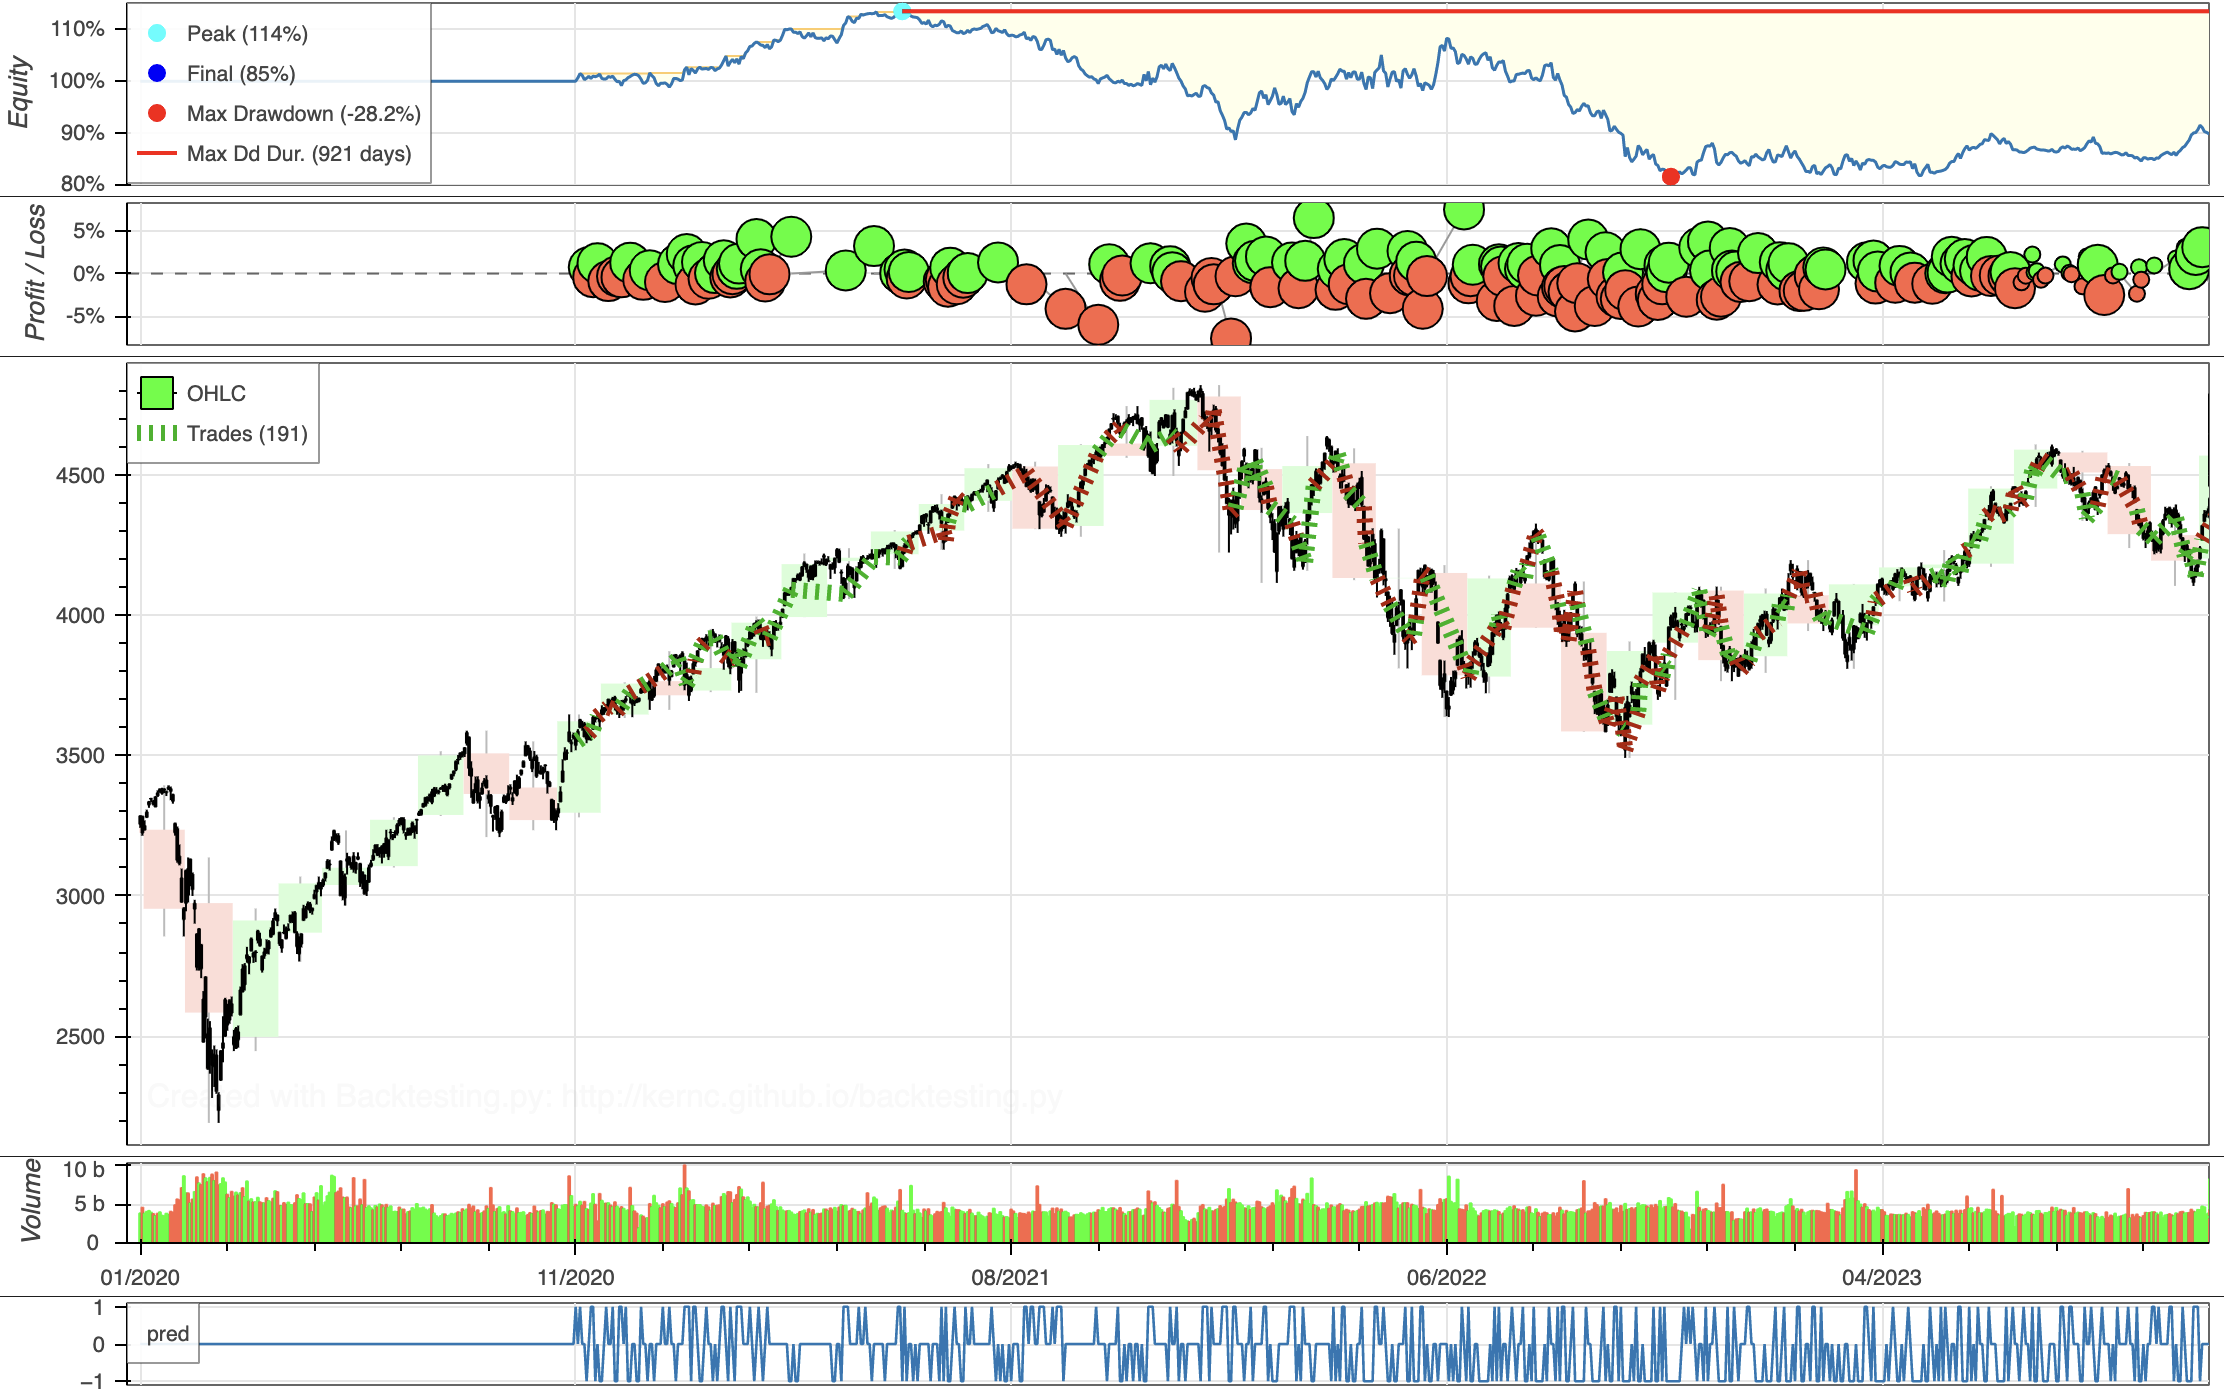 Equity
110%
100%
90%
80%
Peak (114%)
Final (85%)
Max Drawdown (-28.2%)
Max Dd Dur. (921 days)
Profit / Loss
5%
0%
-5%
OHLC
Trades (191)
4500
4000
3500
3000
2500
Created with Backtesting.py: http://kernc.github.io/backtesting.py
Volume
10 b
5 b
0
01/2020
11/2020
08/2021
06/2022
04/2023
1
0
−1
pred